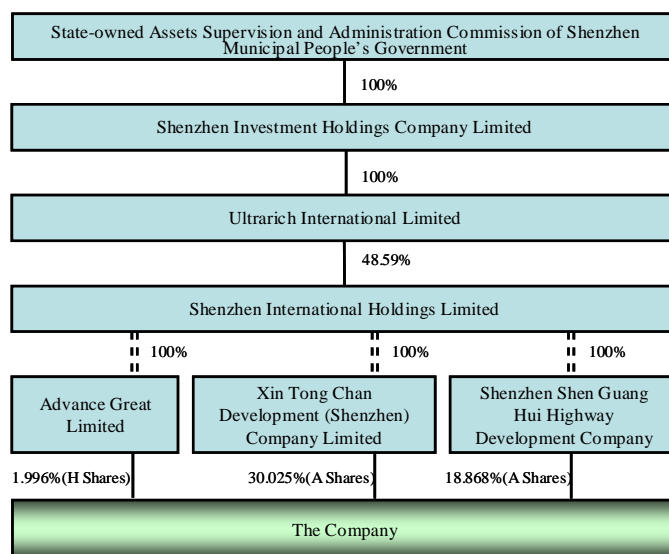 State-owned Assets Supervision and Administration Commission of Shenzhen
Municipal People's Government
100%
Shenzhen Investment Holdings Company Limited
100%
Ultrarich International Limited
48.59%
Shenzhen International Holdings Limited
100%
100%
100%
Advance Great
Limited
Xin Tong Chan
Development (Shenzhen)
Company Limited
Shenzhen Shen Guang
Hui Highway
Development Company
1.996%(H Shares)
30.025%(A Shares)
18.868%(A Shares)
The Company